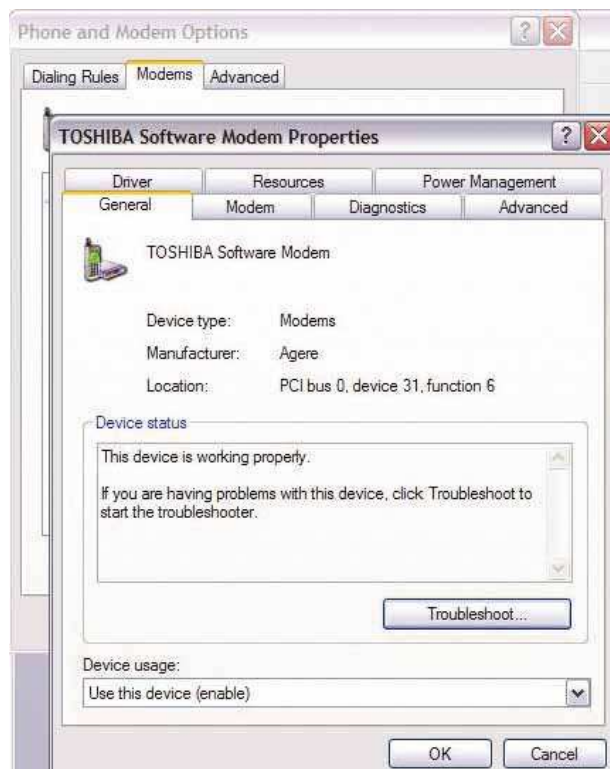 Phone and Modem Options
Dialing Rules Modems Advanced
TOSHIBA Software Modem Properties
Driver Resources Power Management
General Modem Diagnostics Advanced
TOSHIBA Software Modem
Device type: Modems
Manufacturer: Agere
Location: PCI bus 0, device 31, function 6
Device status
This device is working properly.
If you are having problems with this device, click Troubleshoot to
start the troubleshooter.
Troubleshoot...
Device usage:
Use this device (enable)
OK Cancel